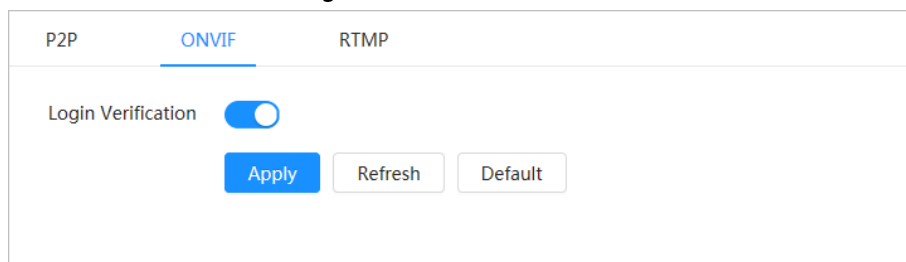 P2P ONVIF RTMP
Login Verification
Apply Refresh Default